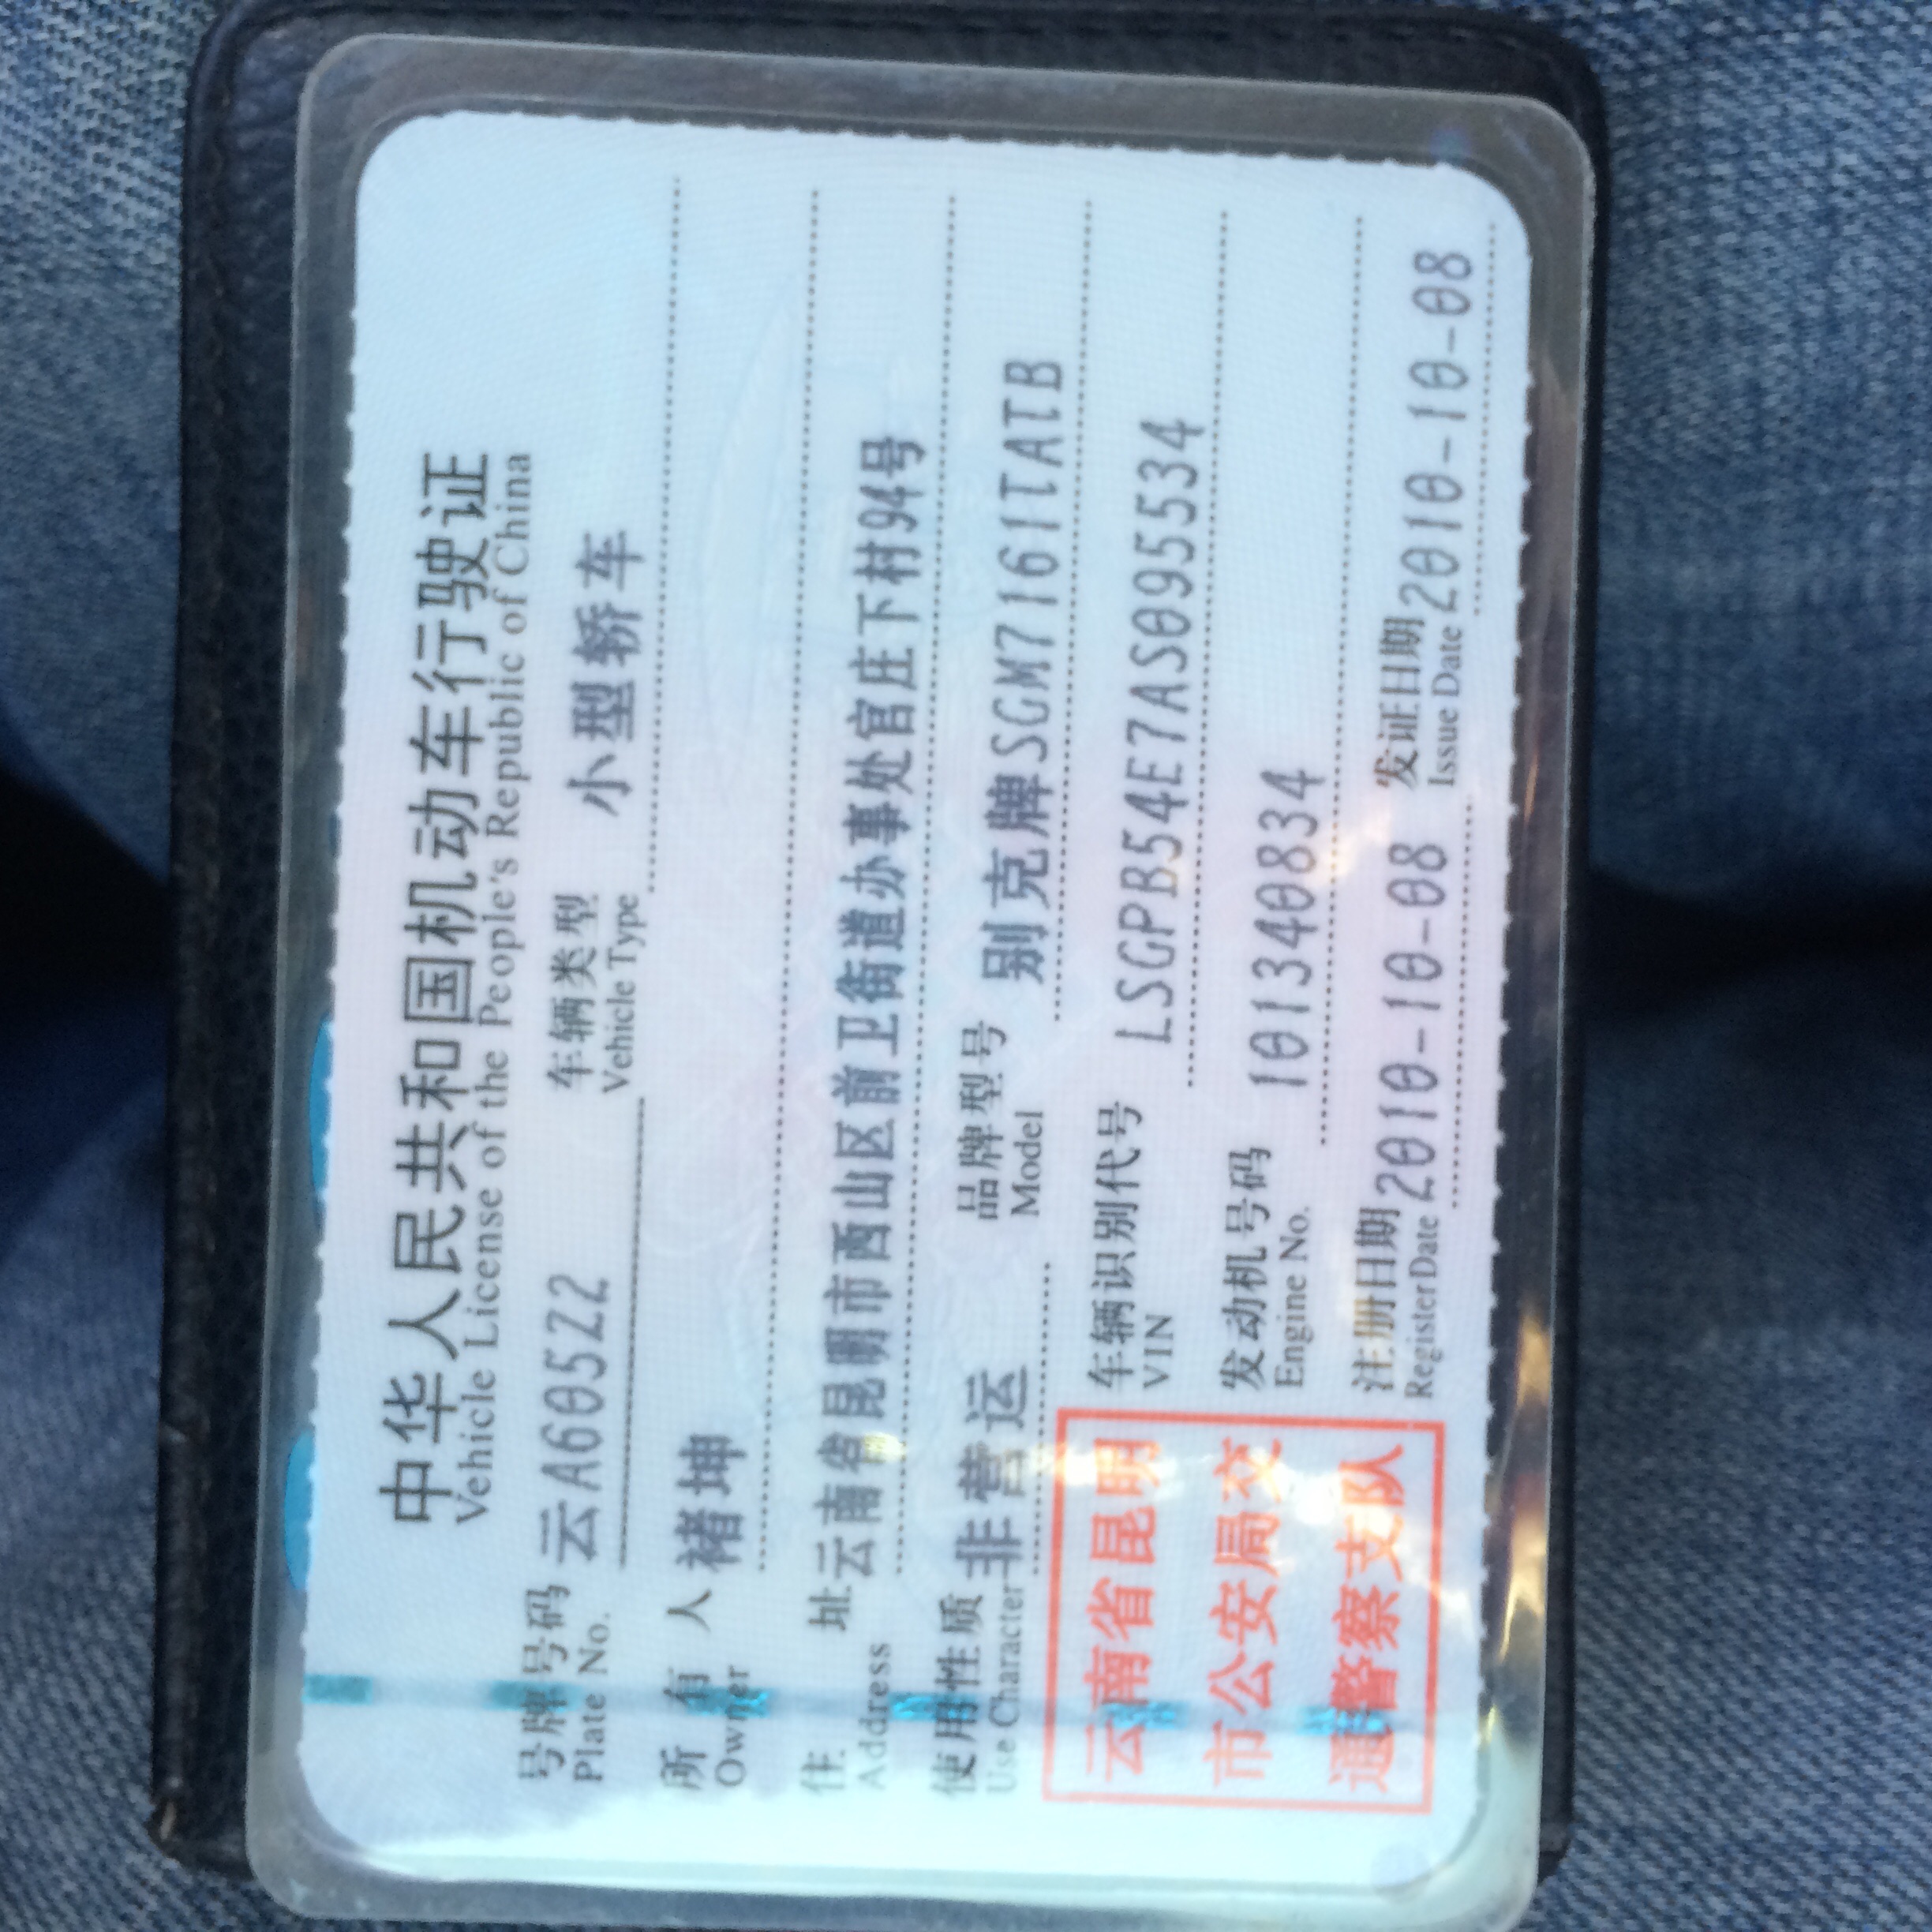 中华人民共和国机动车行驶证
Vehicle License of the People's Republic of China
号牌号码 云A605Z2 车辆类型 小型轿车
Plate No. Vehicle Type
所有人 褚坤
Owner
住址 云南省昆明市西山区前卫街道办事处官庄下村94号
Address
使用性质 非营运 品牌型号 别克牌SGM7161TATB
Use Character Model
云南省昆明
市公安局交
通警察支队
车辆识别代号 LSGPB54E7AS095534
VIN
发动机号码 101340834
Engine No.
注册日期 2010-10-08 发证日期 2010-10-08
Register Date Issue Date